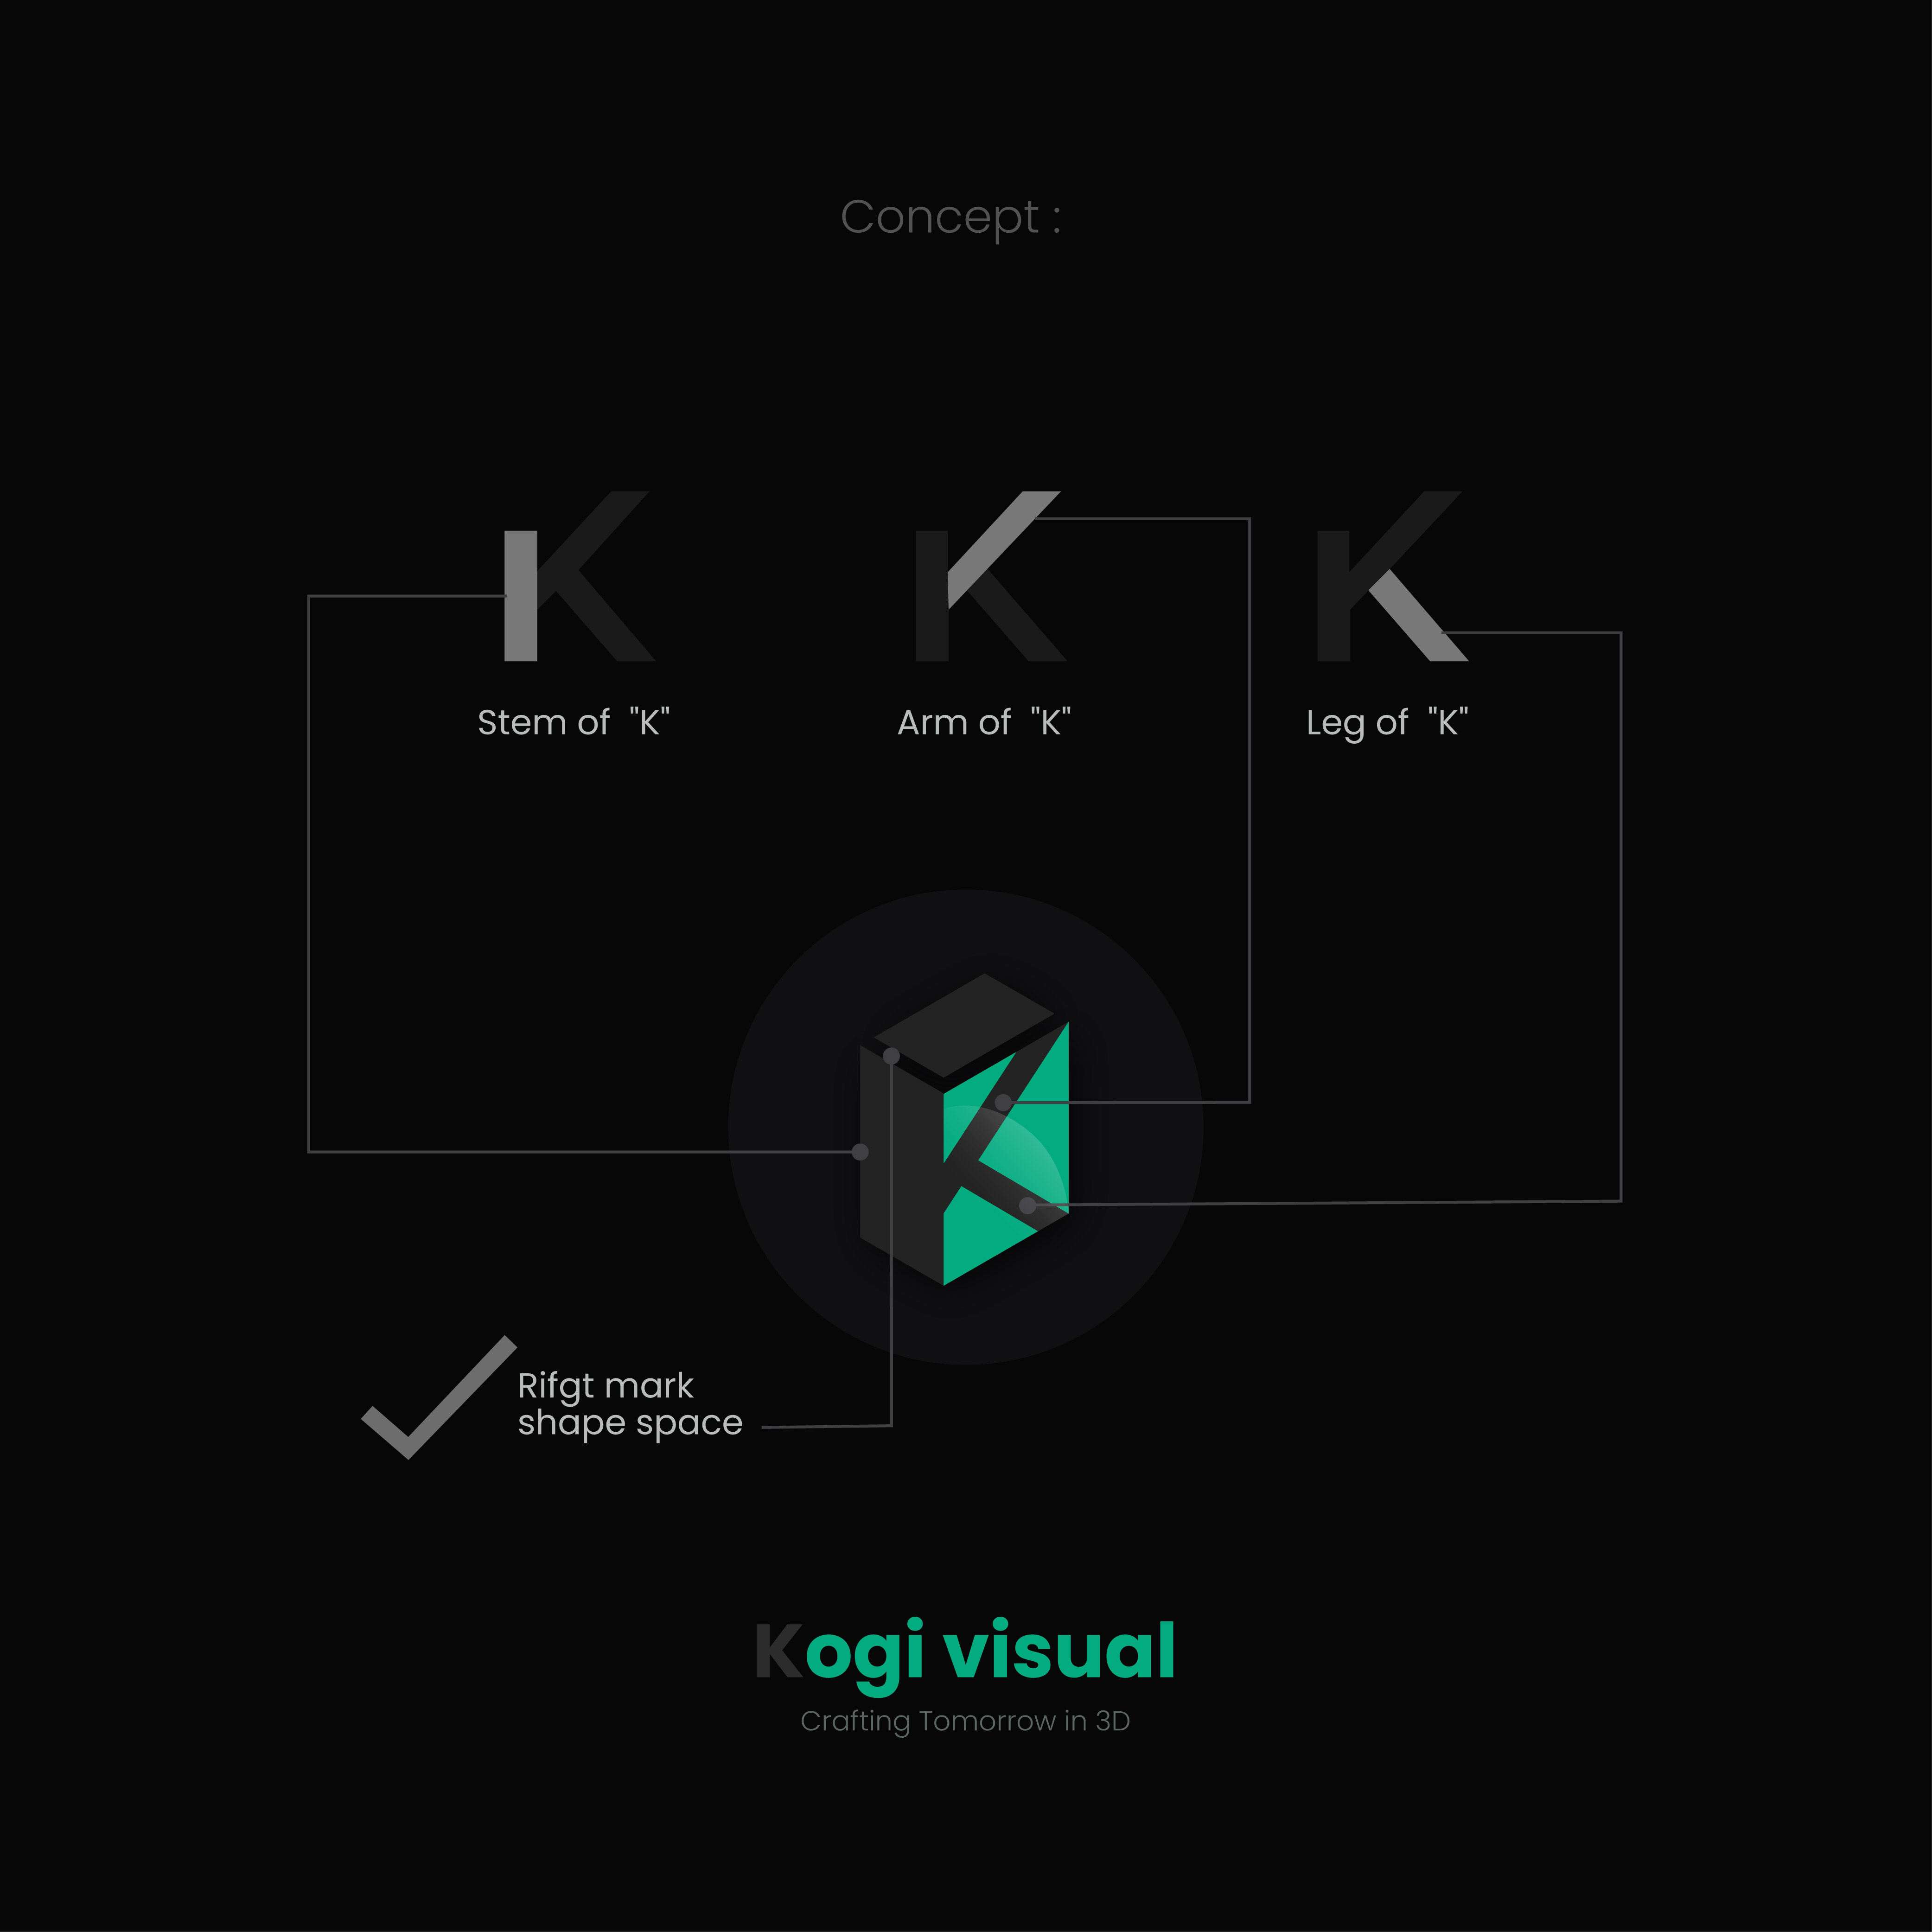 Concept :
Stem of "K"
Arm of "K"
Leg of "K"
Rifgt mark
shape space
Kogi visual
Crafting Tomorrow in 3D